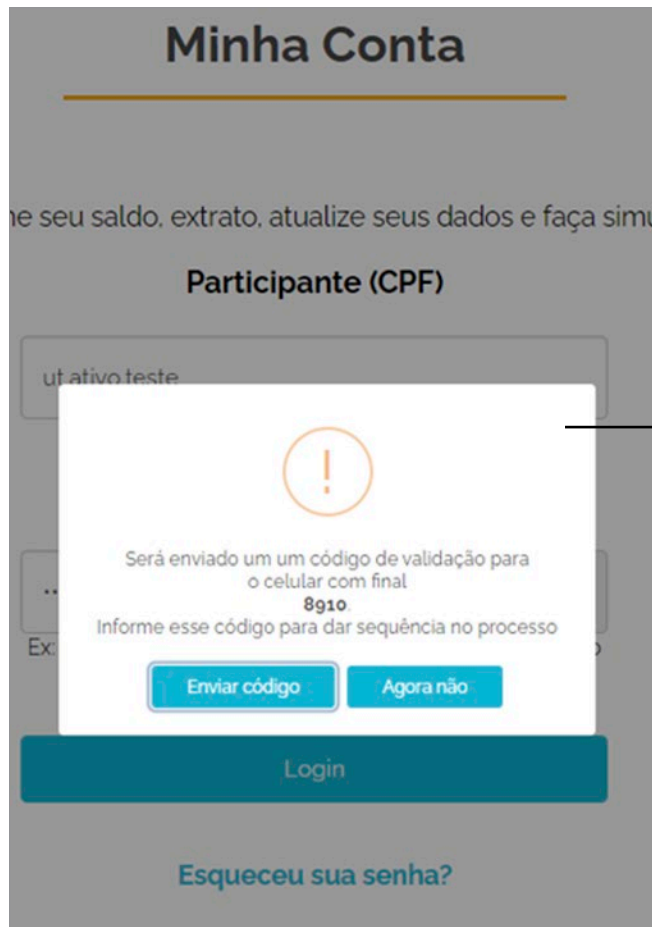 Minha Conta
ne seu saldo, extrato, atualize seus dados e faça simu
Participante (CPF)
ut ativo teste
!
Será enviado um um código de validação para
o celular com final
8910.
Informe esse código para dar sequência no processo
Ex:
Enviar código
Agora não
Login
Esqueceu sua senha?